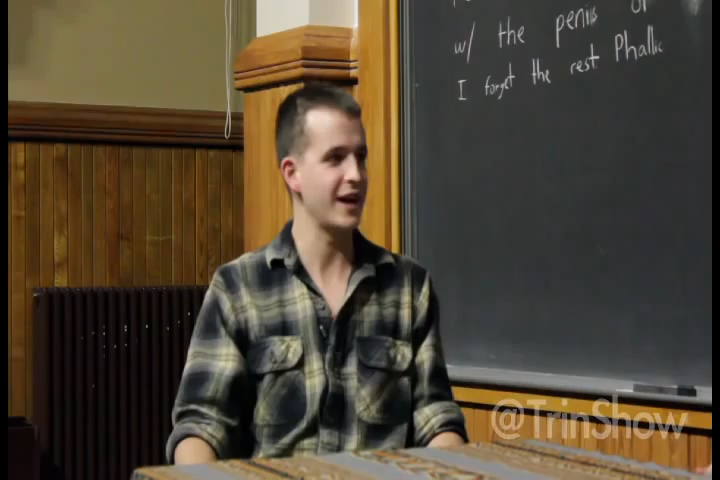 w/ the penis of
I forget the rest Phallic
@TrinShow